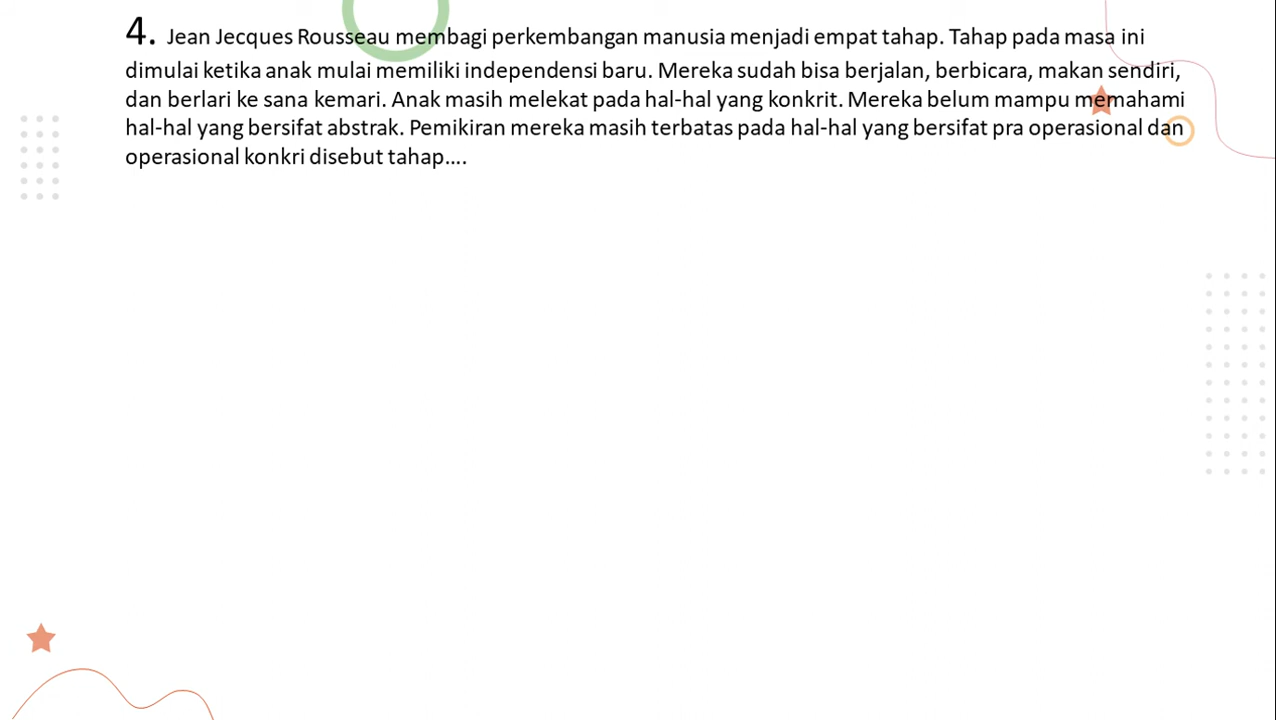 4. Jean Jecques Rousseau membagi perkembangan manusia menjadi empat tahap. Tahap pada masa ini
dimulai ketika anak mulai memiliki independensi baru. Mereka sudah bisa berjalan, berbicara, makan sendiri,
dan berlari ke sana kemari. Anak masih melekat pada hal-hal yang konkrit. Mereka belum mampu memahami
hal-hal yang bersifat abstrak. Pemikiran mereka masih terbatas pada hal-hal yang bersifat pra operasional dan
operasional konkri disebut tahap....